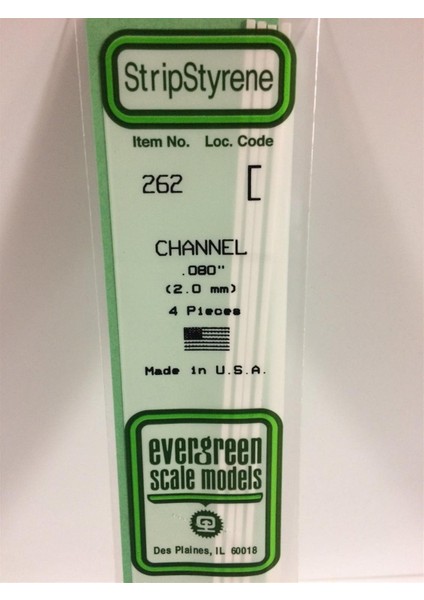 StripStyrene
Item No. Loc. Code
262 [
CHANNEL
.080"
(2.0 mm)
4 Pieces
Made in U.S.A.
evergreen
scale models
Des Plaines, IL 60018